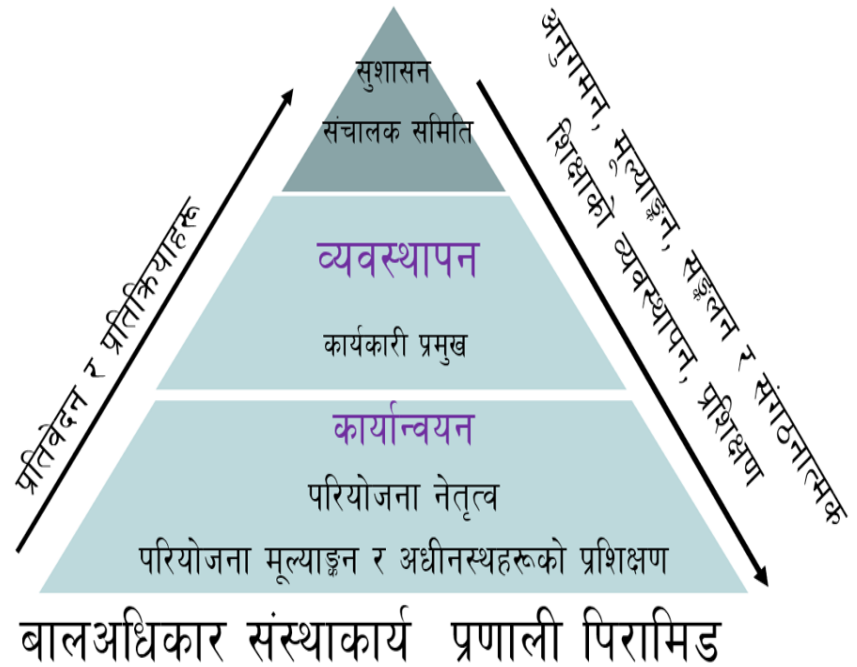 सुशासन
संचालक समिति
व्यवस्थापन
कार्यकारी प्रमुख
कार्यान्वयन
परियोजना नेतृत्व
परियोजना मूल्याङ्कन र अधीनस्थहरूको प्रशिक्षण
प्रतिवेदन र प्रतिक्रियाहरू
अनुगमन, मूल्याङ्कन, सङ्कलन र संगठनात्मक
शिक्षाको व्यवस्थापन, प्रशिक्षण
बालअधिकार संस्थाकार्य प्रणाली पिरामिड